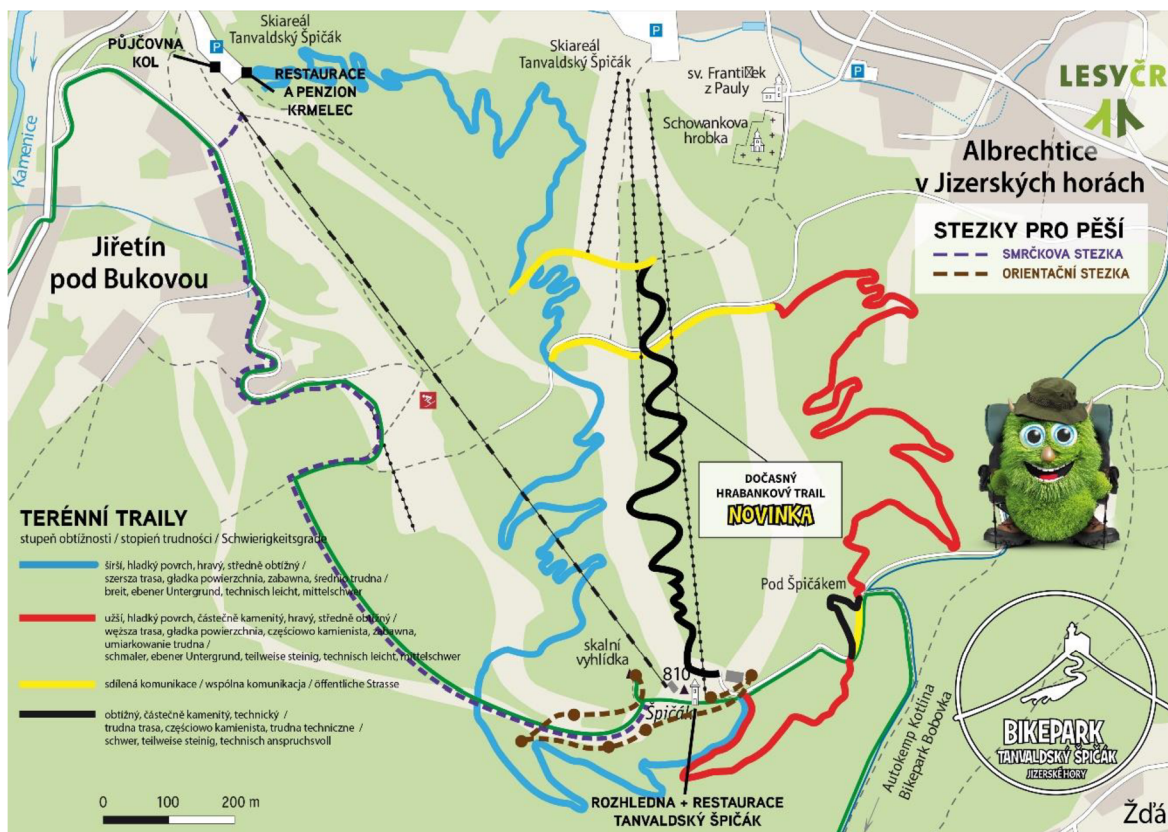 Skiareál
Tanvaldský Špičák
PŮJČOVNA
KOL
P
RESTAURACE
A PENZION
KRMELEC
Kamenice
Skiareál
Tanvaldský Špičák
P
sv. Franti
ek
z Pauly
P
Schowankova
hrobka
LESY ČR
Albrechtice
v Jizerských horách
STEZKY PRO PĚŠÍ
SMRČKOVA STEZKA
ORIENTAČNÍ STEZKA
Jiřetín
pod Bukovou
DOČASNÝ
HRABANKOVÝ TRAIL
NOVINKA
TERÉNNÍ TRAILY
stupeň obtížnosti / stopień trudności / Schwierigkeitsgrade
širší, hladký povrch, hravý, středně obtížný /
szersza trasa, gładka powierzchnia, zabawna, średnio trudna /
breit, ebener Untergrund, technisch leicht, mittelschwer
užší, hladký povrch, částečně kamenitý, hravý, středně obtížný /
węższa trasa, gładka powierzchnia, częściowo kamienista, zabawna,
umiarkowanie trudna /
schmaler, ebener Untergrund, teilweise steinig, technisch leicht, mittelschwer
sdílená komunikace / wspólna komunikacja / öffentliche Strasse
obtížný, částečně kamenitý, technický /
trudna trasa, częściowo kamienista, trudna techniczne /
schwer, teilweise steinig, technisch anspruchsvoll
Pod Špičákem
skalní
vyhlídka
810
Špičák
ROZHLEDNA + RESTAURACE
TANVALDSKÝ ŠPIČÁK
Autokemp Kotlina
Bikepark Bobovka
BIKEPARK
TANVALDSKÝ ŠPIČÁK
JIZERSKÉ HORY
0 100 200 m
Žďá